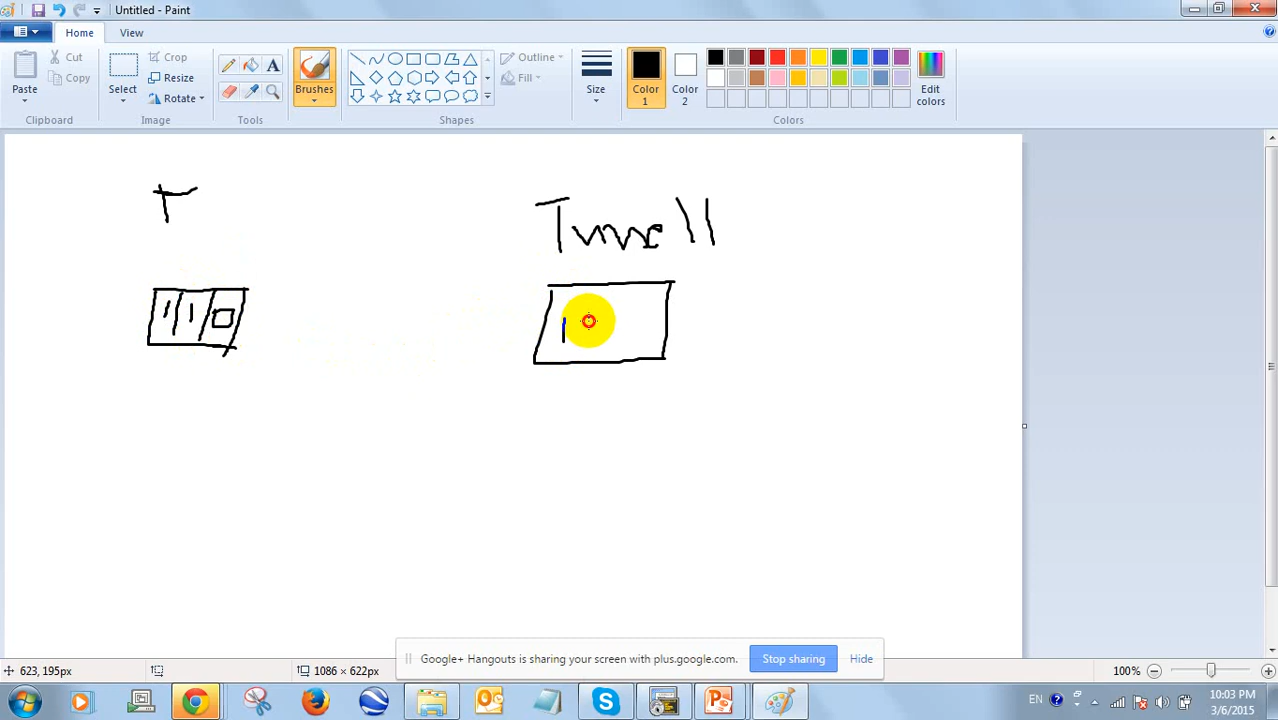 Untitled - Paint
Home View
Cut
Copy
Paste
Clipboard
Crop
Resize
Rotate
Select
Image
Tools
Brushes
Outline
Fill
Shapes
Size
Color 1
Color 2
Edit colors
Colors
T
Google+ Hangouts is sharing your screen with plus.google.com. Stop sharing Hide
623, 195px
1086 × 622px
100%
EN
10:03 PM
3/6/2015